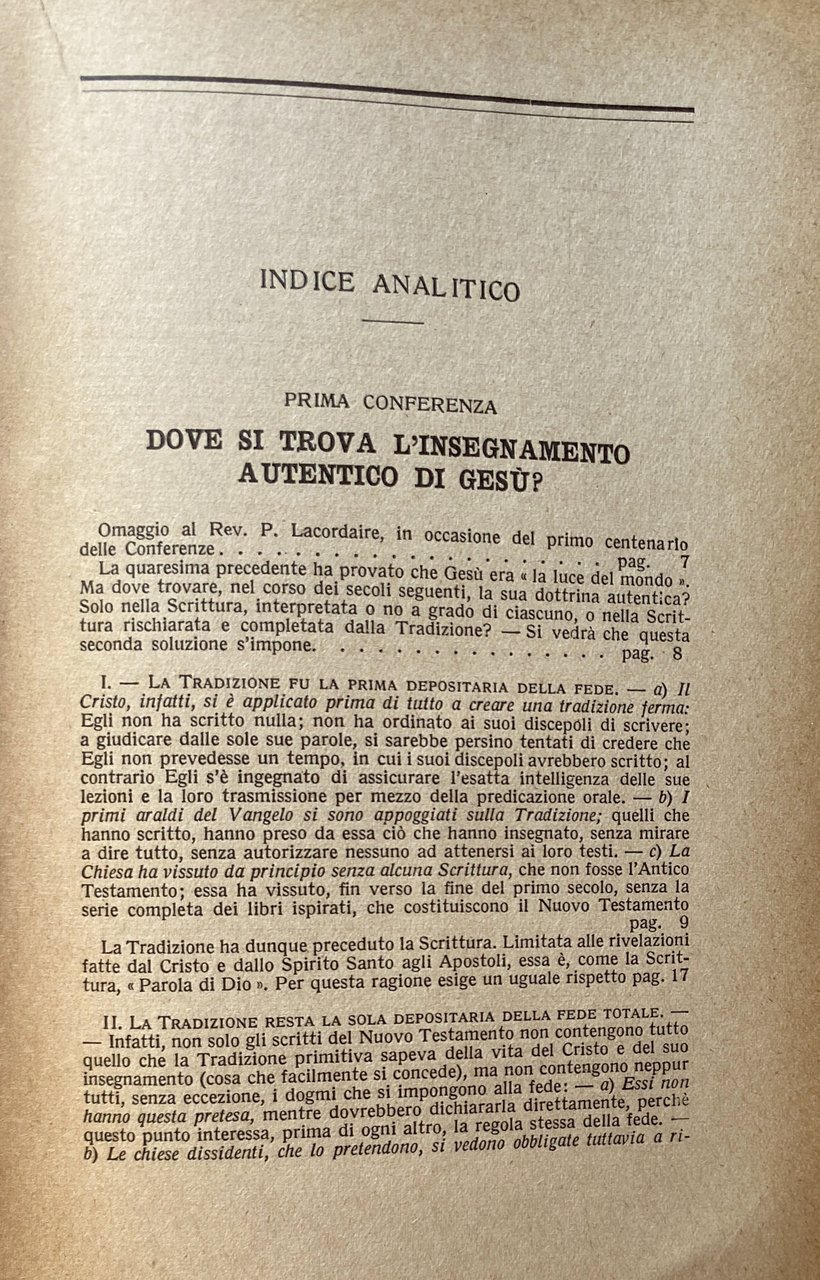 INDICE ANALITICO
PRIMA CONFERENZA
DOVE SI TROVA L'INSEGNAMENTO
AUTENTICO DI GESÙ?
Omaggio al Rev. P. Lacordaire, in occasione del primo centenario
delle Conferenze . . . . . . . . . . . . . . . . . . . . pag. 7
La quaresima precedente ha provato che Gesù era « la luce del mondo ».
Ma dove trovare, nel corso dei secoli seguenti, la sua dottrina autentica?
Solo nella Scrittura, interpretata o no a grado di ciascuno, o nella Scrit-
tura rischiarata e completata dalla Tradizione? — Si vedrà che questa
seconda soluzione s'impone. . . . . . . . . . . . . . . . pag. 8
I. — La Tradizione fu la prima depositaria della fede. — a) Il
Cristo, infatti, si è applicato prima di tutto a creare una tradizione ferma:
Egli non ha scritto nulla; non ha ordinato ai suoi discepoli di scrivere;
a giudicare dalle sole sue parole, si sarebbe persino tentati di credere che
Egli non prevedesse un tempo, in cui i suoi discepoli avrebbero scritto; al
contrario Egli s'è ingegnato di assicurare l'esatta intelligenza delle sue
lezioni e la loro trasmissione per mezzo della predicazione orale. — b) I
primi araldi del Vangelo si sono appoggiati sulla Tradizione; quelli che
hanno scritto, hanno preso da essa ciò che hanno insegnato, senza mirare
a dire tutto, senza autorizzare nessuno ad attenersi ai loro testi. — c) La
Chiesa ha vissuto da principio senza alcuna Scrittura, che non fosse l'Antico
Testamento; essa ha vissuto, fin verso la fine del primo secolo, senza la
serie completa dei libri ispirati, che costituiscono il Nuovo Testamento
pag. 9
La Tradizione ha dunque preceduto la Scrittura. Limitata alle rivelazioni
fatte dal Cristo e dallo Spirito Santo agli Apostoli, essa è, come la Scrit-
tura, « Parola di Dio ». Per questa ragione esige un uguale rispetto pag. 17
II. La Tradizione resta la sola depositaria della fede totale. —
— Infatti, non solo gli scritti del Nuovo Testamento non contengono tutto
quello che la Tradizione primitiva sapeva della vita del Cristo e del suo
insegnamento (cosa che facilmente si concede), ma non contengono neppur
tutti, senza eccezione, i dogmi che si impongono alla fede: — a) Essi non
hanno questa pretesa, mentre dovrebbero dichiararla direttamente, perchè
questo punto interessa, prima di ogni altro, la regola stessa della fede. —
b) Le chiese dissidenti, che lo pretendono, si vedono obbligate tuttavia a ri-